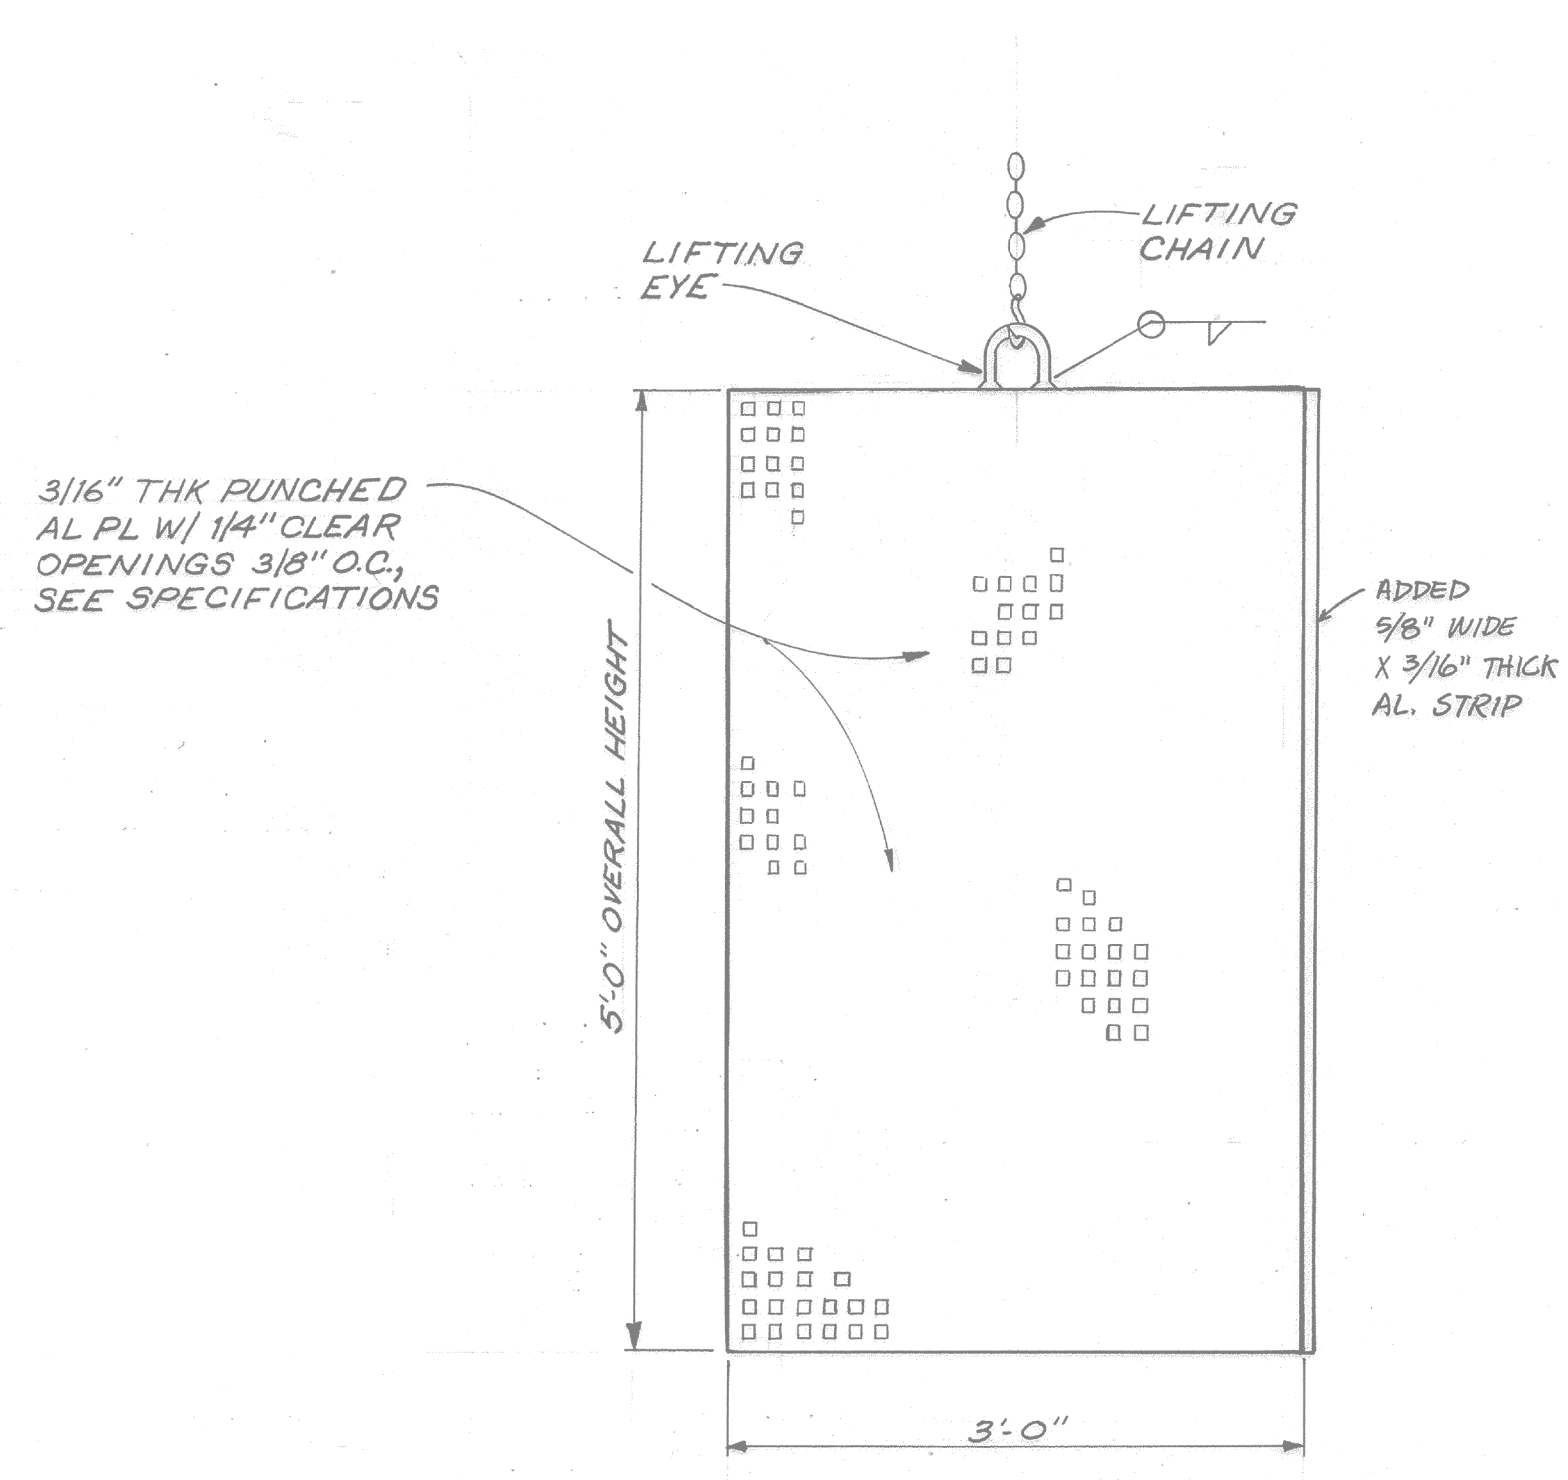 LIFTING
CHAIN
LIFTING
EYE
3/16" THK PUNCHED
AL PL W/ 1/4" CLEAR
OPENINGS 3/8" O.C.,
SEE SPECIFICATIONS
ADDED
5/8" WIDE
X 3/16" THICK
AL. STRIP
5'-0" OVERALL HEIGHT
3'-0"